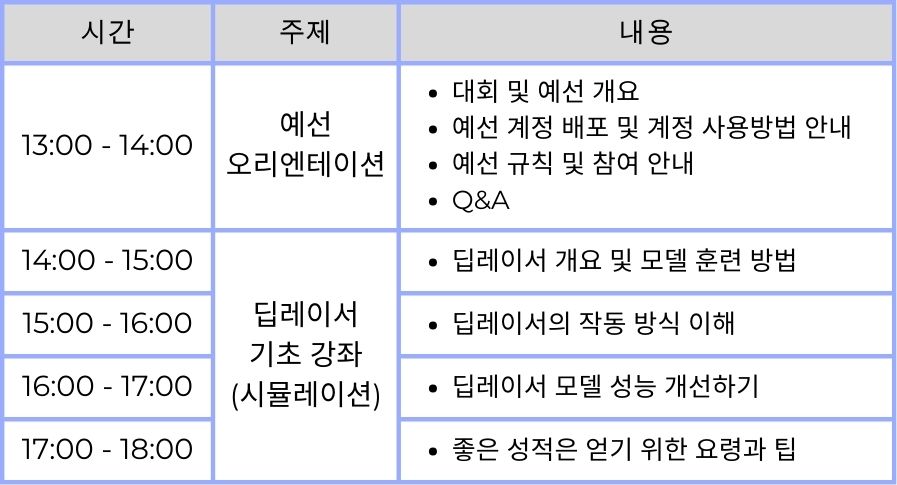 시간 주제 내용
13:00 - 14:00
예선
오리엔테이션
• 대회 및 예선 개요
• 예선 계정 배포 및 계정 사용방법 안내
• 예선 규칙 및 참여 안내
• Q&A
딥레이서
기초 강좌
(시뮬레이션)
14:00 - 15:00
• 딥레이서 개요 및 모델 훈련 방법
15:00 - 16:00
• 딥레이서의 작동 방식 이해
16:00 - 17:00
• 딥레이서 모델 성능 개선하기
17:00 - 18:00
• 좋은 성적은 얻기 위한 요령과 팁